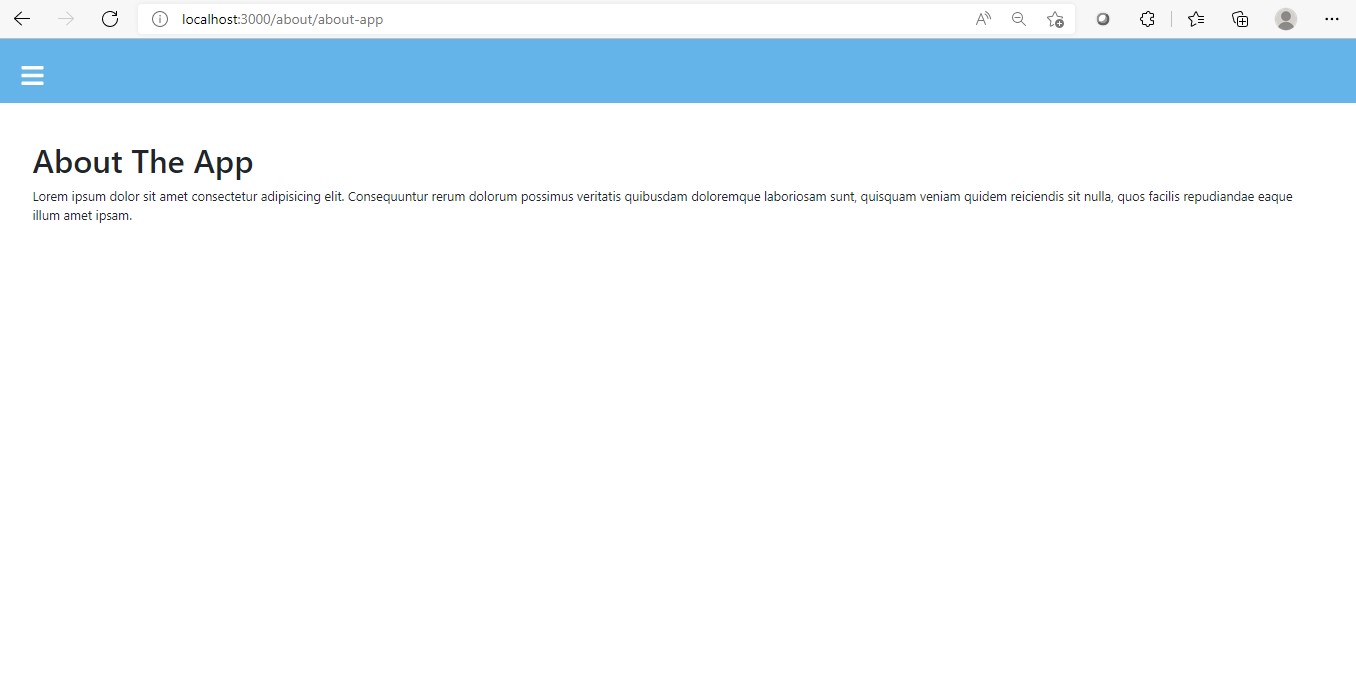 localhost:3000/about/about-app
About The App
Lorem ipsum dolor sit amet consectetur adipisicing elit. Consequuntur rerum dolorum possimus veritatis quibusdam doloremque laboriosam sunt, quisquam veniam quidem reiciendis sit nulla, quos facilis repudiandae eaque
illum amet ipsam.